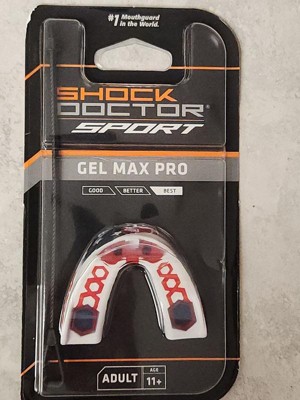 #1 Mouthguard
in the World.
SHOCK
DOCTOR®
SPORT
GEL MAX PRO
GOOD BETTER BEST
ADULT AGE 11+